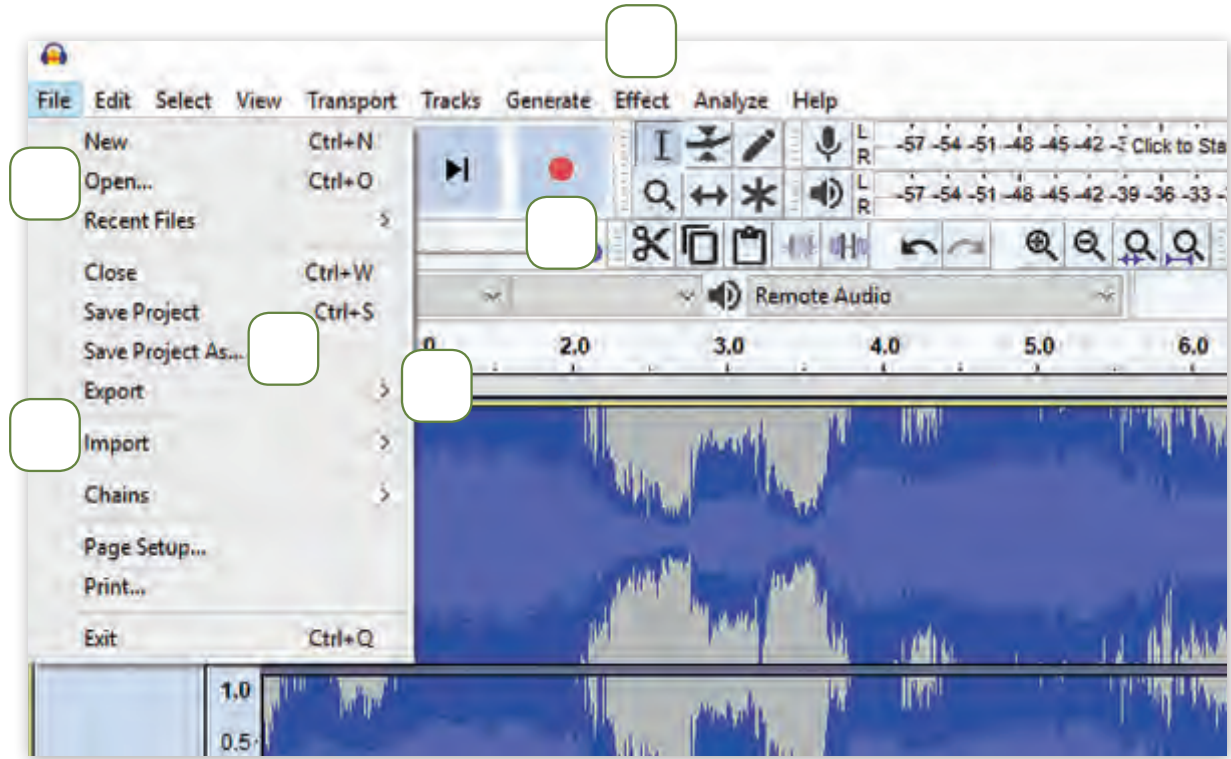 File Edit Select View Transport Tracks Generate Effect Analyze Help
New Ctrl+N
Open... Ctrl+O
Recent Files >
Close Ctrl+W
Save Project Ctrl+S
Save Project As...
Export >
Import >
Chains >
Page Setup...
Print...
Exit Ctrl+Q
L
R
-57 -54 -51 -48 -45 -42 -3 Click to Sta
L
R
-57 -54 -51 -48 -45 -42 -39 -36 -33 -
Remote Audio
0 2.0 3.0 4.0 5.0 6.0
1.0
0.5